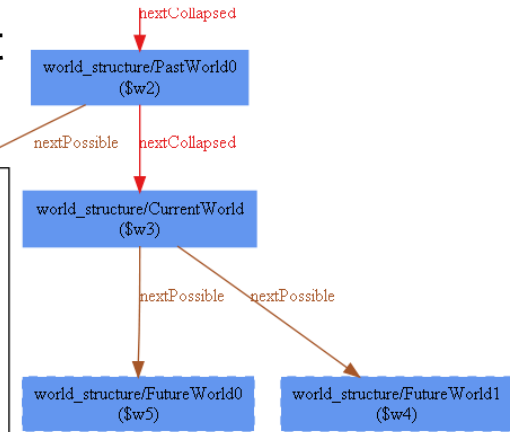 nextCollapsed
world_structure/PastWorld0
($w2)
nextPossible
nextCollapsed
world_structure/CurrentWorld
($w3)
nextPossible
nextPossible
world_structure/FutureWorld0
($w5)
world_structure/FutureWorld1
($w4)